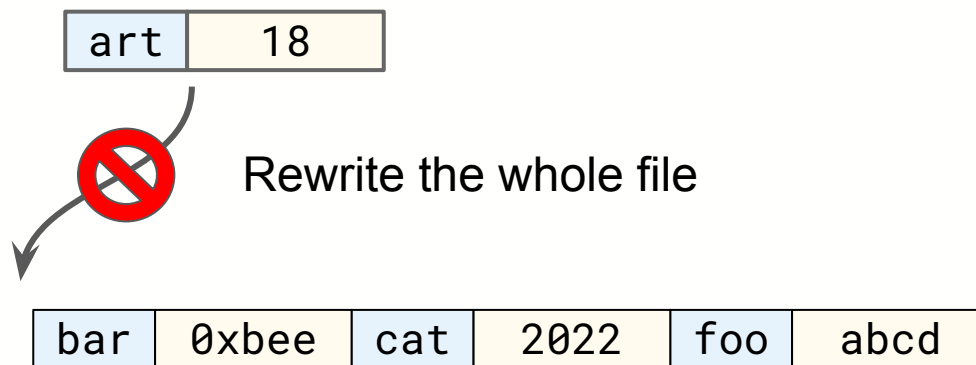 art 18
Rewrite the whole file
bar 0xbee cat 2022 foo abcd